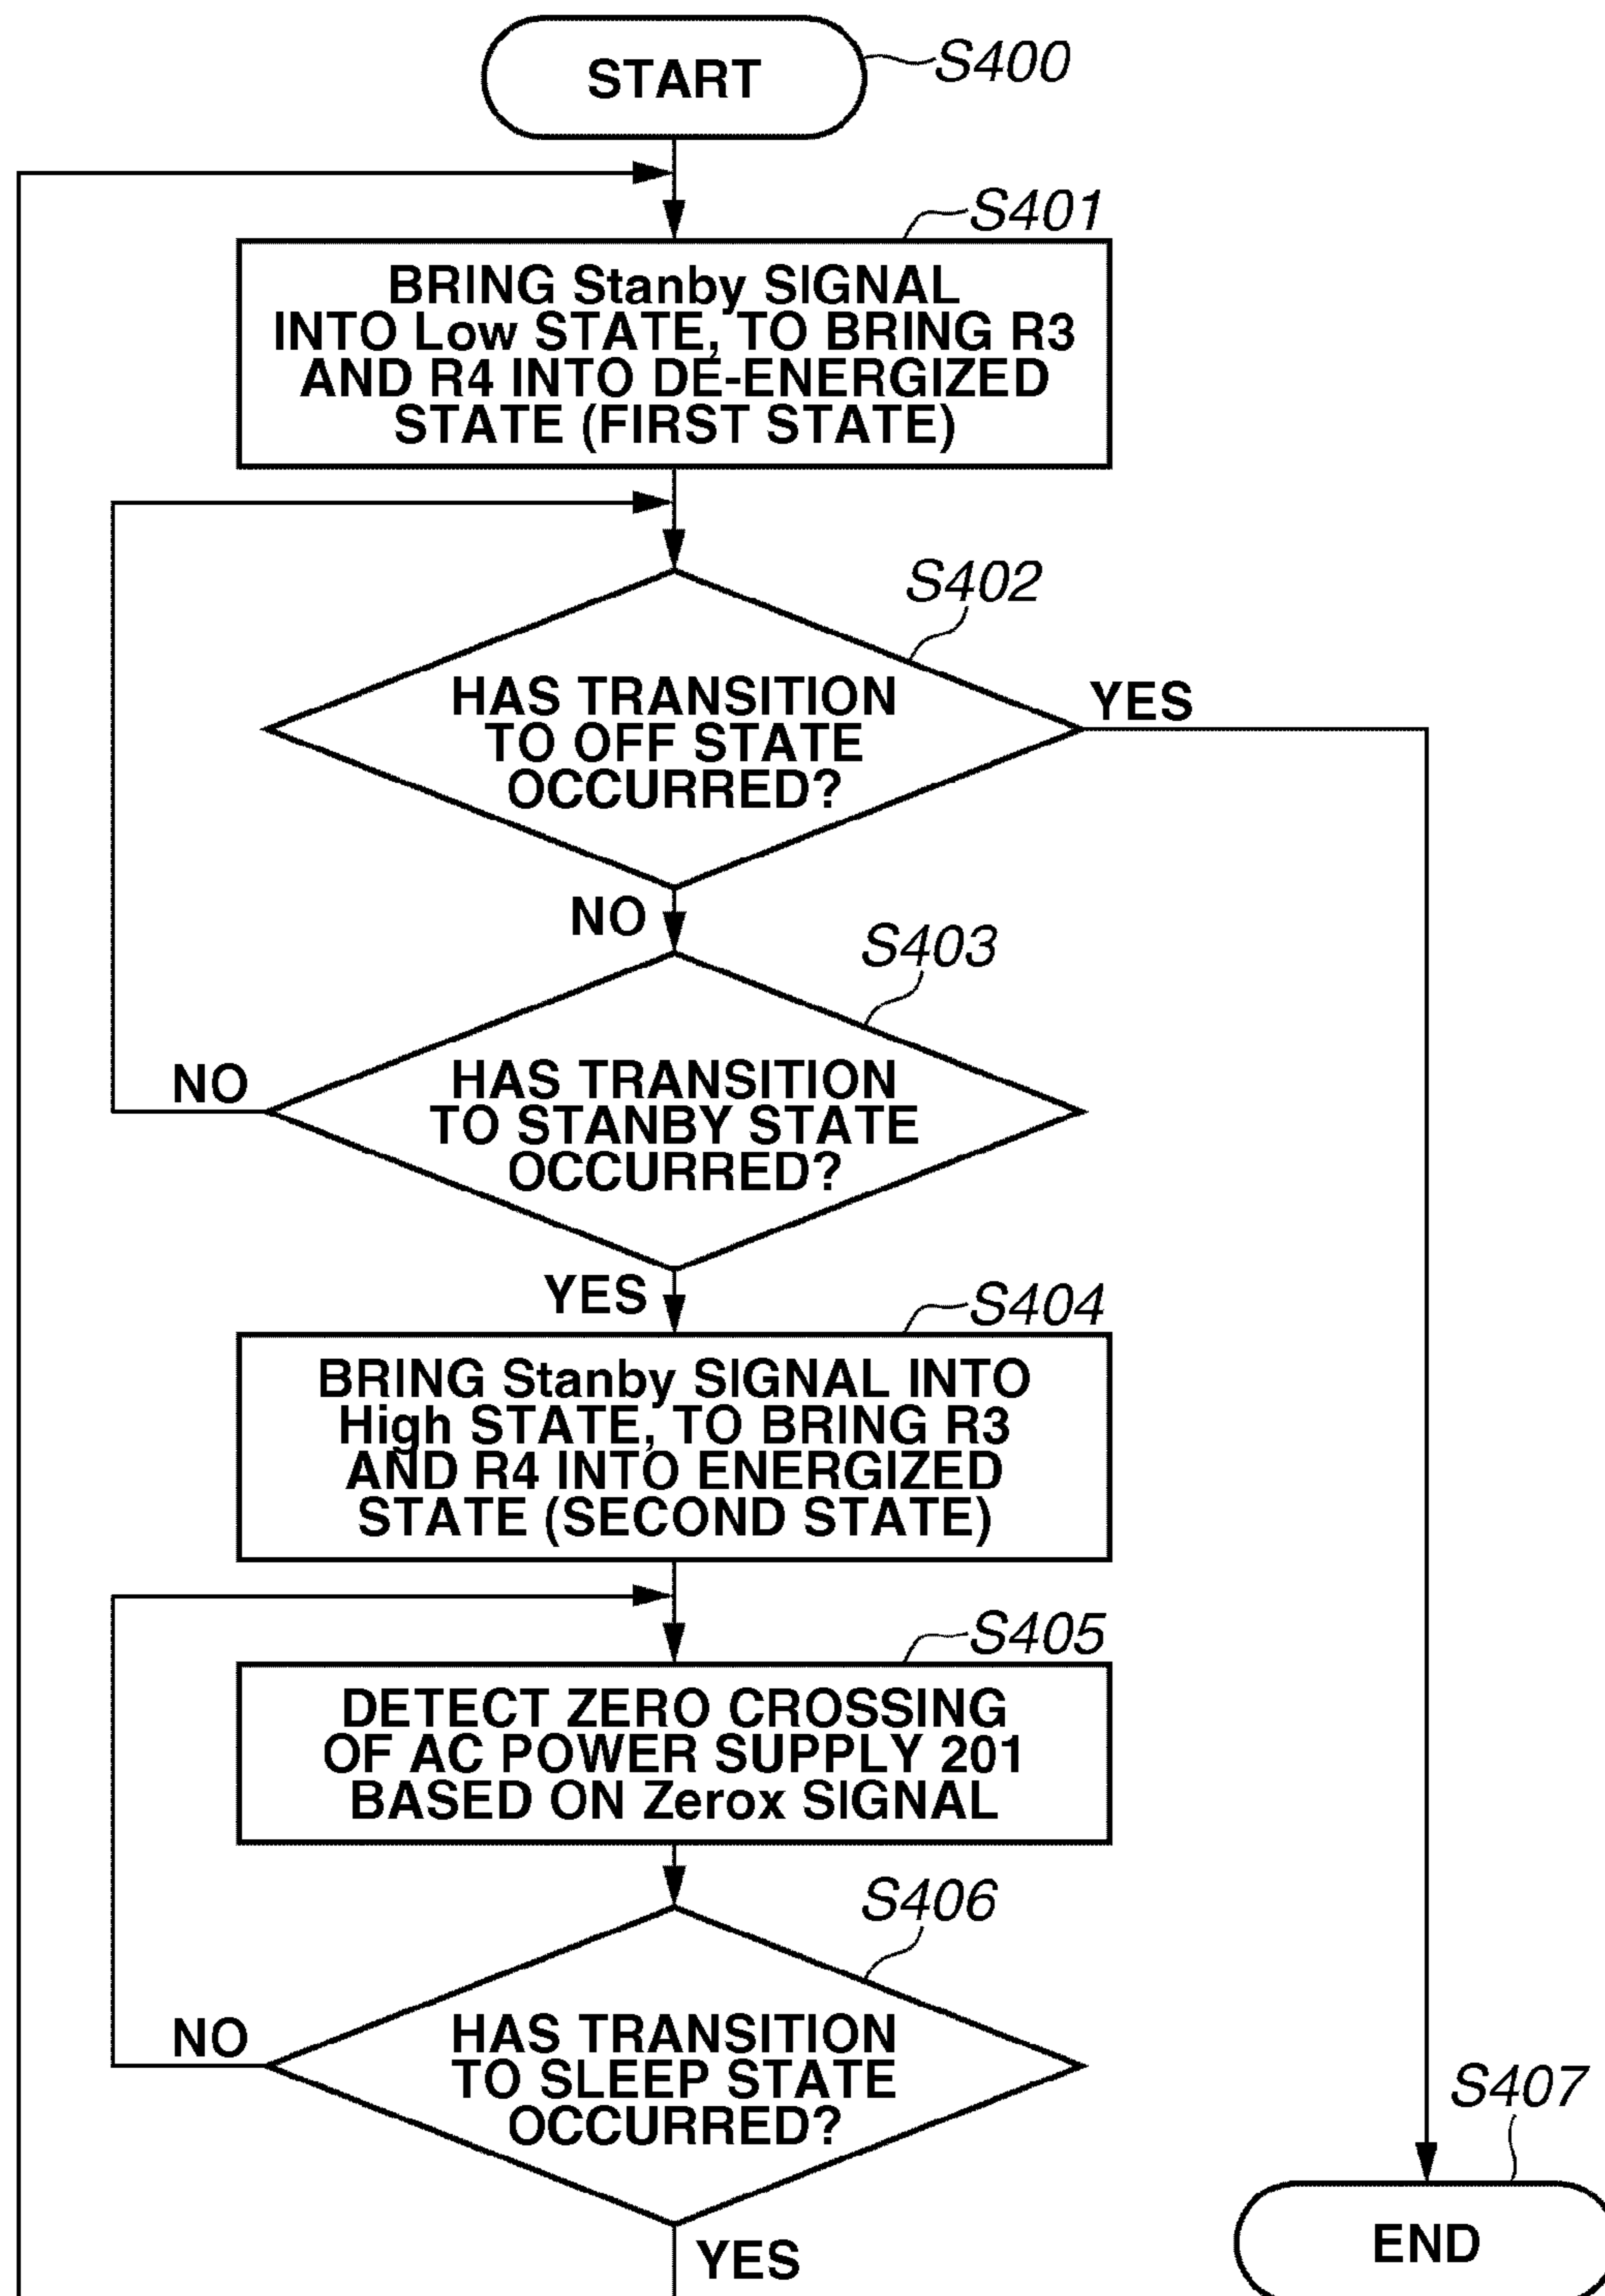 START
S400
S401
BRING Stanby SIGNAL
INTO Low STATE, TO BRING R3
AND R4 INTO DE-ENERGIZED
STATE (FIRST STATE)
S402
HAS TRANSITION
TO OFF STATE
OCCURRED?
YES
NO
S403
HAS TRANSITION
TO STANBY STATE
OCCURRED?
NO
YES
S404
BRING Stanby SIGNAL INTO
High STATE, TO BRING R3
AND R4 INTO ENERGIZED
STATE (SECOND STATE)
S405
DETECT ZERO CROSSING
OF AC POWER SUPPLY 201
BASED ON Zerox SIGNAL
S406
HAS TRANSITION
TO SLEEP STATE
OCCURRED?
NO
YES
S407
END